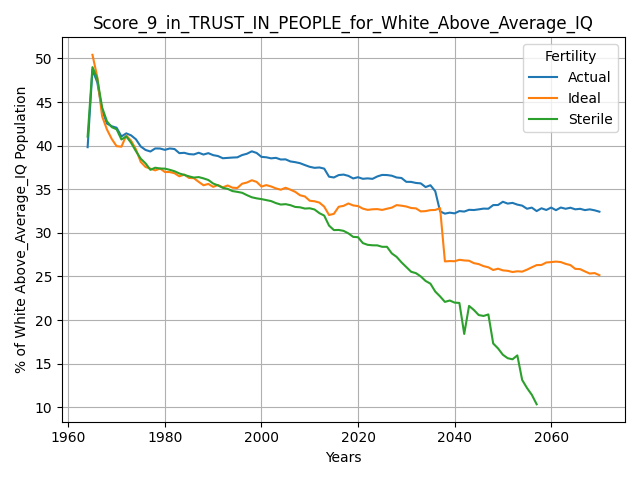 Score_9_in_TRUST_IN_PEOPLE_for_White_Above_Average_IQ
% of White Above_Average_IQ Population
50
45
40
35
30
25
20
15
10
1960
1980
2000
2020
2040
2060
Years
Fertility
Actual
Ideal
Sterile